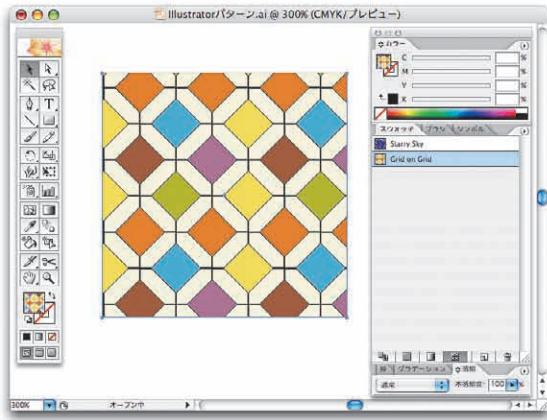 Illustratorパターン.ai @ 300% (CMYK/プレビュー)
カラー
C %
M %
Y %
K %
スウォッチ ブラシ シンボル
Starry Sky
Grid on Grid
線 グラデーション 透明
通常 不透明度: 100 %
300% オープン中
T